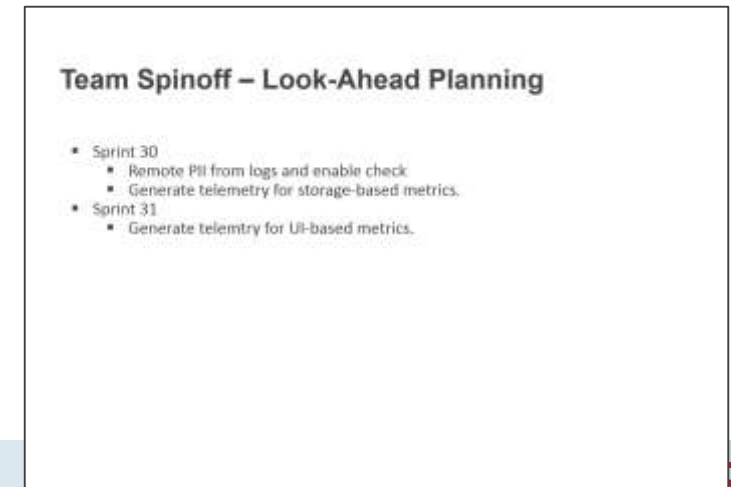 Team Spinoff – Look-Ahead Planning
▪ Sprint 30
▪ Remote PII from logs and enable check
▪ Generate telemetry for storage-based metrics.
▪ Sprint 31
▪ Generate telemtry for UI-based metrics.